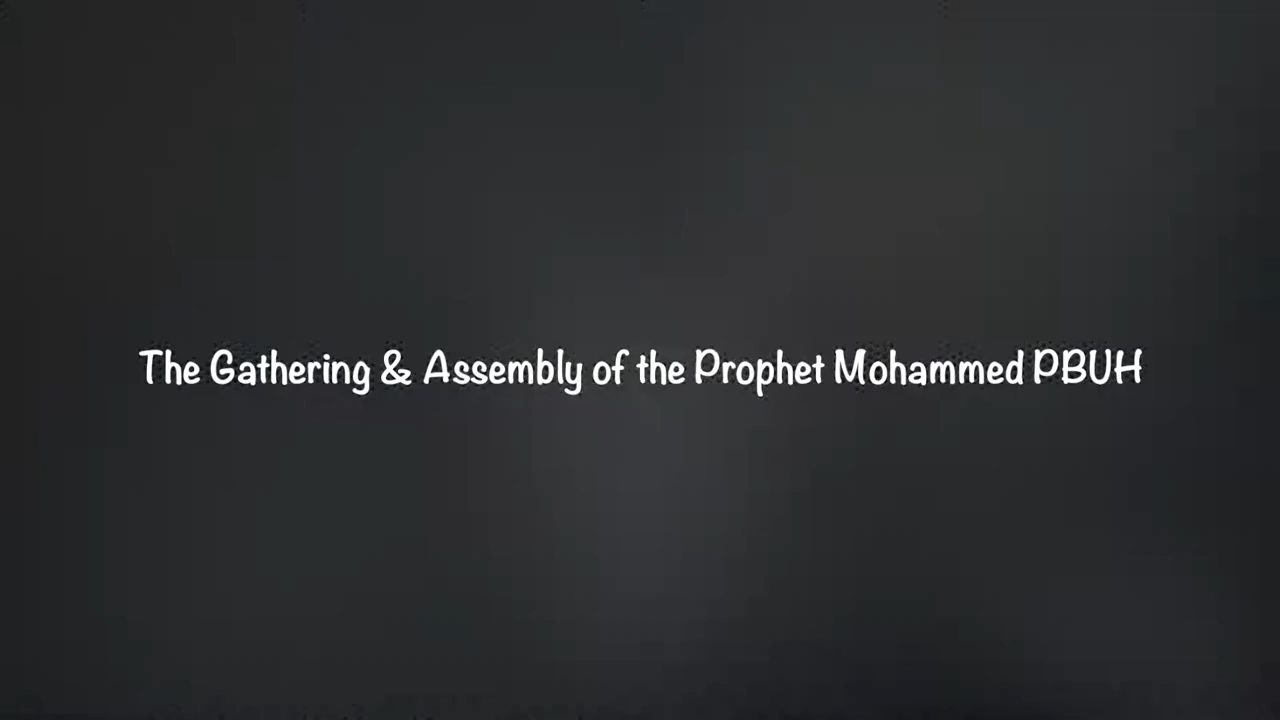 The Gathering & Assembly of the Prophet Mohammed PBUH